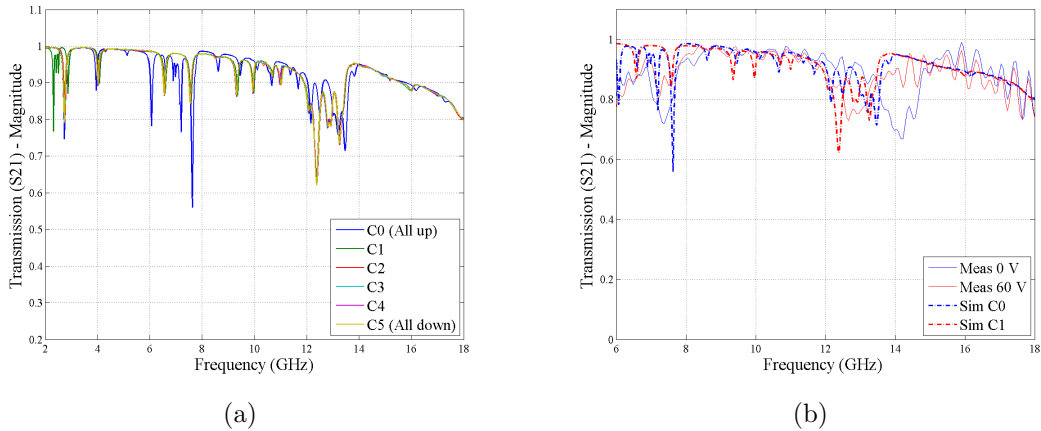 Transmission (S21) - Magnitude
1.1
1
0.9
0.8
0.7
0.6
0.5
0.4
0.3
0.2
2 4 6 8 10 12 14 16 18
Frequency (GHz)
C0 (All up)
C1
C2
C3
C4
C5 (All down)
(a)
Transmission (S21) - Magnitude
1
0.8
0.6
0.4
0.2
0
6 8 10 12 14 16 18
Frequency (GHz)
Meas 0 V
Meas 60 V
Sim C0
Sim C1
(b)